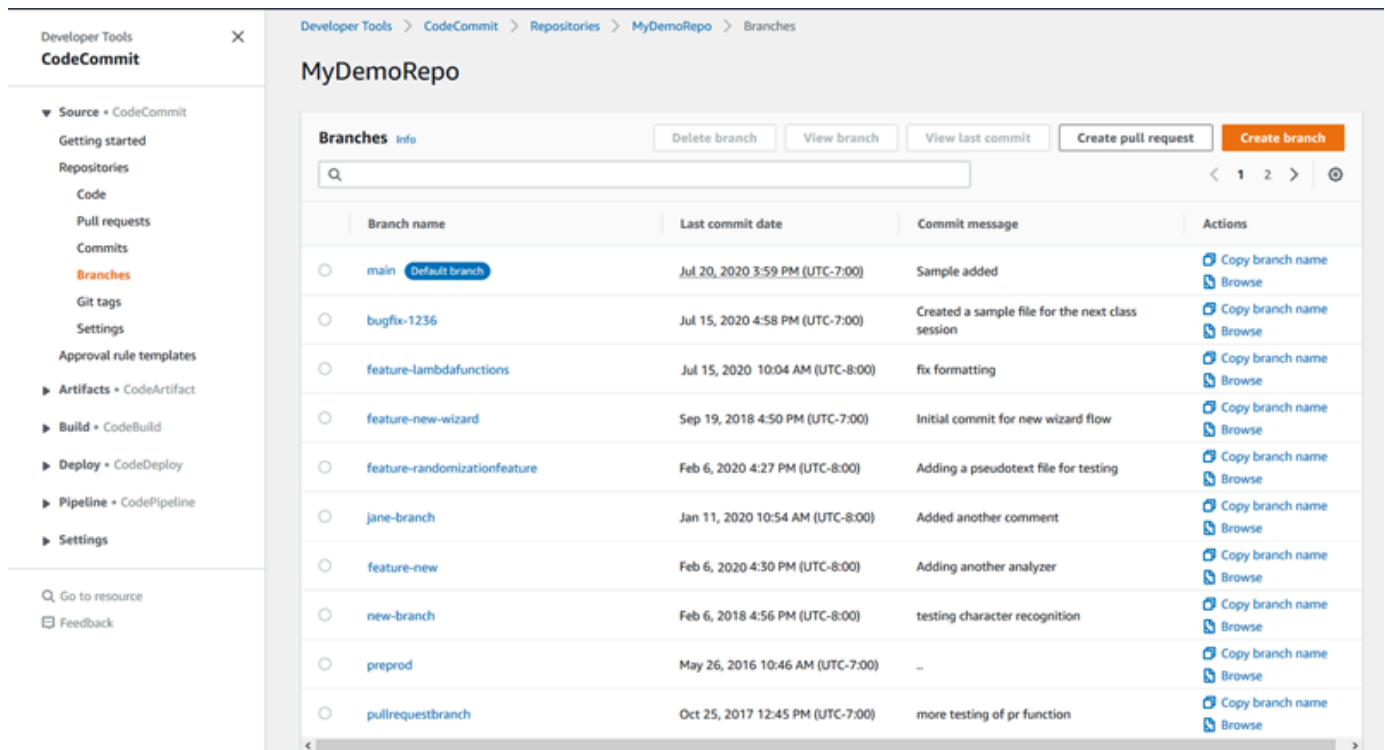 Developer Tools
CodeCommit
Source • CodeCommit
Getting started
Repositories
Code
Pull requests
Commits
Branches
Git tags
Settings
Approval rule templates
Artifacts • CodeArtifact
Build • CodeBuild
Deploy • CodeDeploy
Pipeline • CodePipeline
Settings
Go to resource
Feedback
Developer Tools > CodeCommit > Repositories > MyDemoRepo > Branches
MyDemoRepo
Branches Info Delete branch View branch View last commit Create pull request Create branch
< 1 2 >
Branch name Last commit date Commit message Actions
main Default branch Jul 20, 2020 3:59 PM (UTC-7:00) Sample added Copy branch name
Browse
bugfix-1236 Jul 15, 2020 4:58 PM (UTC-7:00) Created a sample file for the next class session Copy branch name
Browse
feature-lambdafunctions Jul 15, 2020 10:04 AM (UTC-8:00) fix formatting Copy branch name
Browse
feature-new-wizard Sep 19, 2018 4:50 PM (UTC-7:00) Initial commit for new wizard flow Copy branch name
Browse
feature-randomizationfeature Feb 6, 2020 4:27 PM (UTC-8:00) Adding a pseudotext file for testing Copy branch name
Browse
jane-branch Jan 11, 2020 10:54 AM (UTC-8:00) Added another comment Copy branch name
Browse
feature-new Feb 6, 2020 4:30 PM (UTC-8:00) Adding another analyzer Copy branch name
Browse
new-branch Feb 6, 2018 4:56 PM (UTC-8:00) testing character recognition Copy branch name
Browse
preprod May 26, 2016 10:46 AM (UTC-7:00) .. Copy branch name
Browse
pullrequestbranch Oct 25, 2017 12:45 PM (UTC-7:00) more testing of pr function Copy branch name
Browse